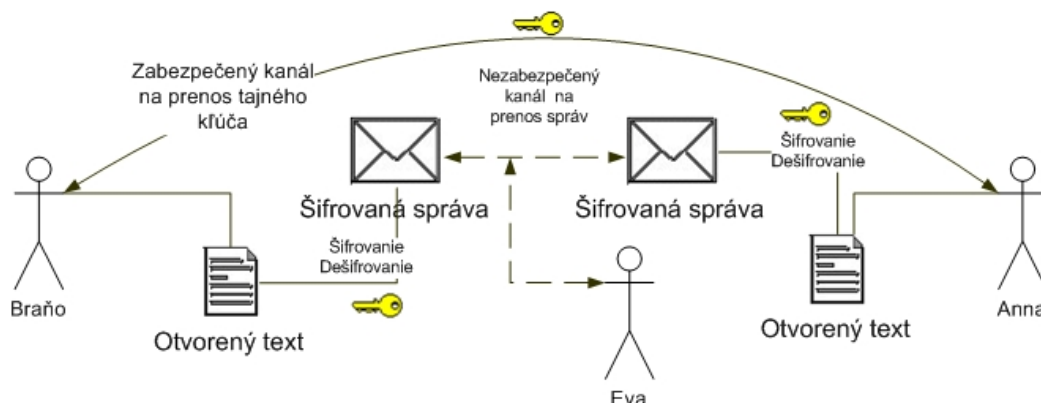 Zabezpečený kanál
na prenos tajného
kľúča
Nezabezpečený
kanál na
prenos správ
Šifrovanie
Dešifrovanie
Šifrovaná správa
Šifrovaná správa
Šifrovanie
Dešifrovanie
Braňo
Otvorený text
Otvorený text
Anna
Eva